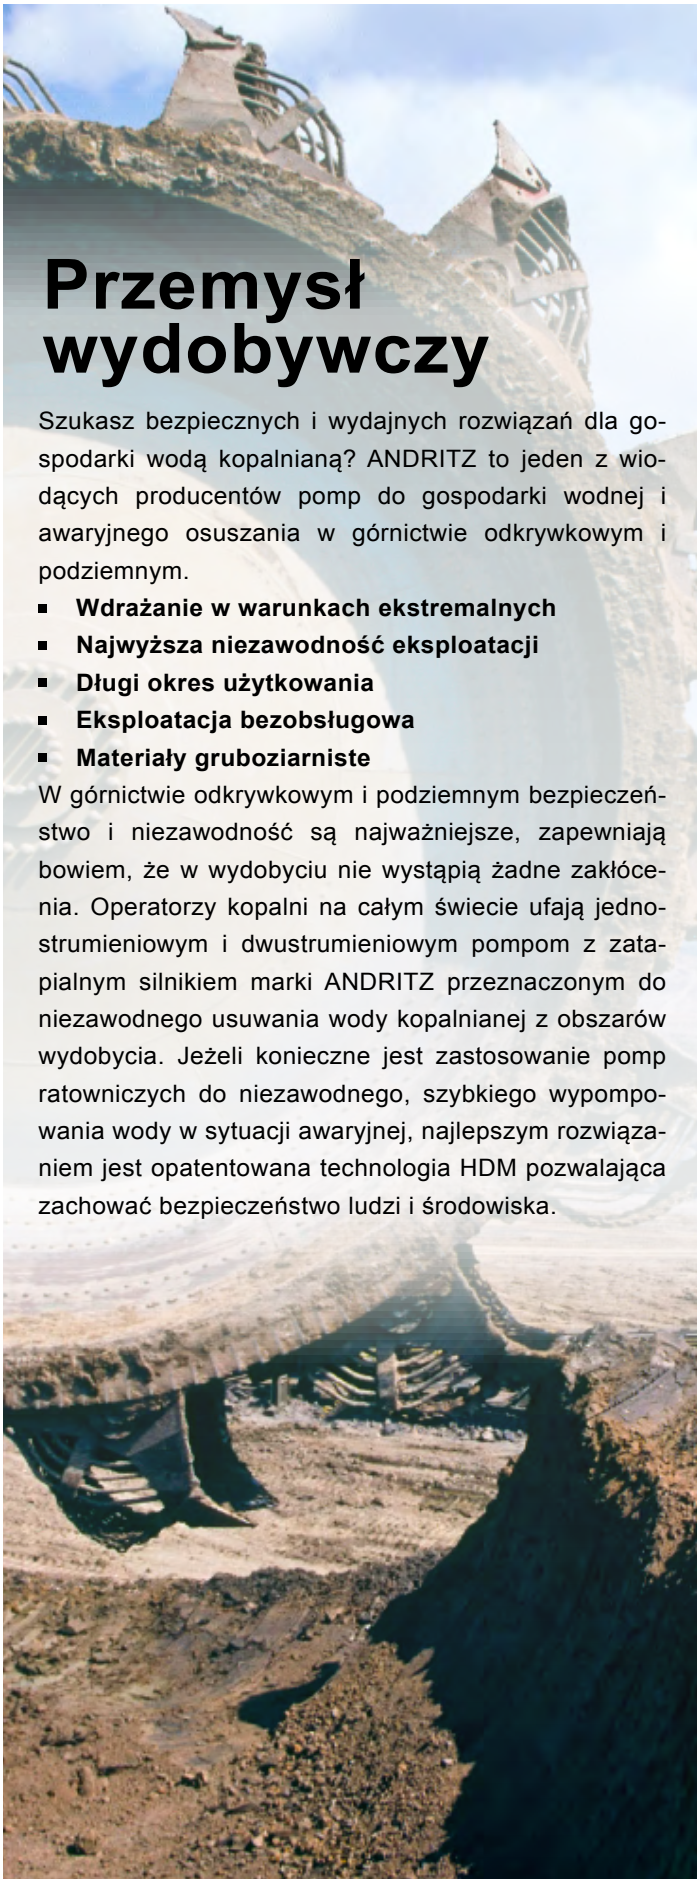 Przemysł
wydobywczy
Szukasz bezpiecznych i wydajnych rozwiązań dla go-
spodarki wodą kopalnianą? ANDRITZ to jeden z wio-
dących producentów pomp do gospodarki wodnej i
awaryjnego osuszania w górnictwie odkrywkowym i
podziemnym.
▪ Wdrażanie w warunkach ekstremalnych
▪ Najwyższa niezawodność eksploatacji
▪ Długi okres użytkowania
▪ Eksploatacja bezobsługowa
▪ Materiały gruboziarniste
W górnictwie odkrywkowym i podziemnym bezpieczeń-
stwo i niezawodność są najważniejsze, zapewniają
bowiem, że w wydobyciu nie wystąpią żadne zakłóce-
nia. Operatorzy kopalni na całym świecie ufają jedno-
strumieniowym i dwustrumieniowym pompom z zata-
pialnym silnikiem marki ANDRITZ przeznaczonym do
niezawodnego usuwania wody kopalnianej z obszarów
wydobycia. Jeżeli konieczne jest zastosowanie pomp
ratowniczych do niezawodnego, szybkiego wypompo-
wania wody w sytuacji awaryjnej, najlepszym rozwiąza-
niem jest opatentowana technologia HDM pozwalająca
zachować bezpieczeństwo ludzi i środowiska.